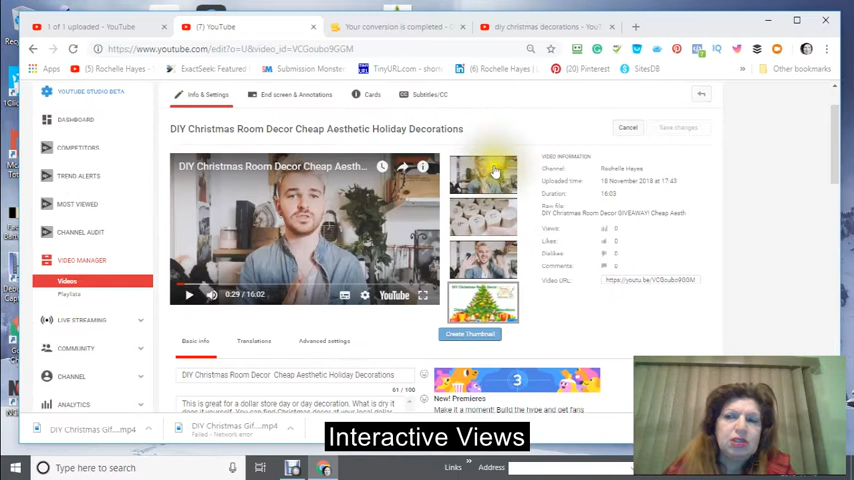 1 of 1 uploaded - YouTube
(7) YouTube
Your conversion is completed -
diy christmas decorations - YouT
https://www.youtube.com/edit?o=U&video_id=VCGoubo9GGM
Apps
(5) Rochelle Hayes -
ExactSeek: Featured
Submission Monster
TinyURL.com - short
(6) Rochelle Hayes
(20) Pinterest
SitesDB
Other bookmarks
YOUTUBE STUDIO BETA
Info & Settings
End screen & Annotations
Cards
Subtitles/CC
DASHBOARD
COMPETITORS
TREND ALERTS
MOST VIEWED
CHANNEL AUDIT
VIDEO MANAGER
Videos
Playlists
LIVE STREAMING
COMMUNITY
CHANNEL
ANALYTICS
DIY Christmas Room Decor Cheap Aesthetic Holiday Decorations
Cancel
Save changes
DIY Christmas Room Decor Cheap Aesth...
0:29 / 16:02
YouTube
Create Thumbnail
VIDEO INFORMATION
Channel: Rochelle Hayes
Uploaded time: 18 November 2018 at 17:43
Duration: 16:03
Raw file:
DIY Christmas Room Decor GIVEAWAY! Cheap Aesth
Views: 0
Likes: 0
Dislikes: 0
Comments: 0
Video URL: https://youtu.be/VCGoubo9GGM
Basic info
Translations
Advanced settings
DIY Christmas Room Decor Cheap Aesthetic Holiday Decorations
61 / 100
This is great for a dollar store day or day decoration. What is dry it
3
New! Premieres
Make it a moment! Build the hype and get fans
DIY Christmas Gif....mp4
DIY Christmas Gif....mp4
Failed - Network error
Interactive Views
Type here to search
Links
Address